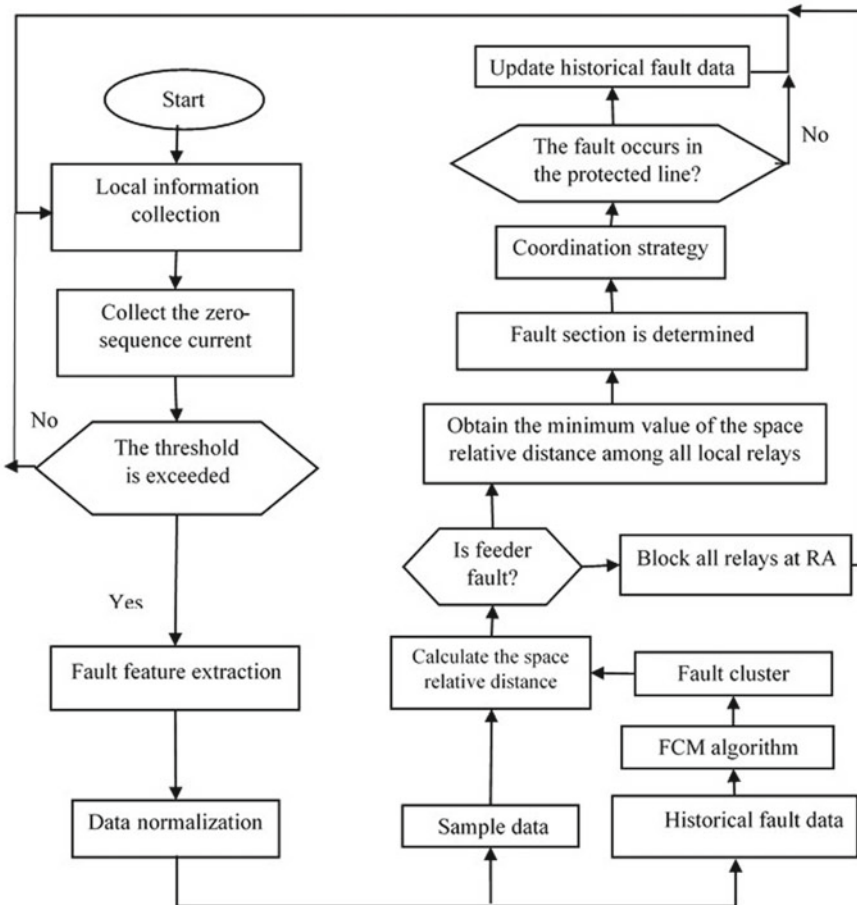 Start
Local information
collection
Collect the zero-
sequence current
No
The threshold
is exceeded
Yes
Fault feature extraction
Data normalization
Sample data
Historical fault data
FCM algorithm
Fault cluster
Calculate the space
relative distance
Is feeder
fault?
Block all relays at RA
Obtain the minimum value of the space
relative distance among all local relays
Fault section is determined
Coordination strategy
The fault occurs in
the protected line?
No
Update historical fault data